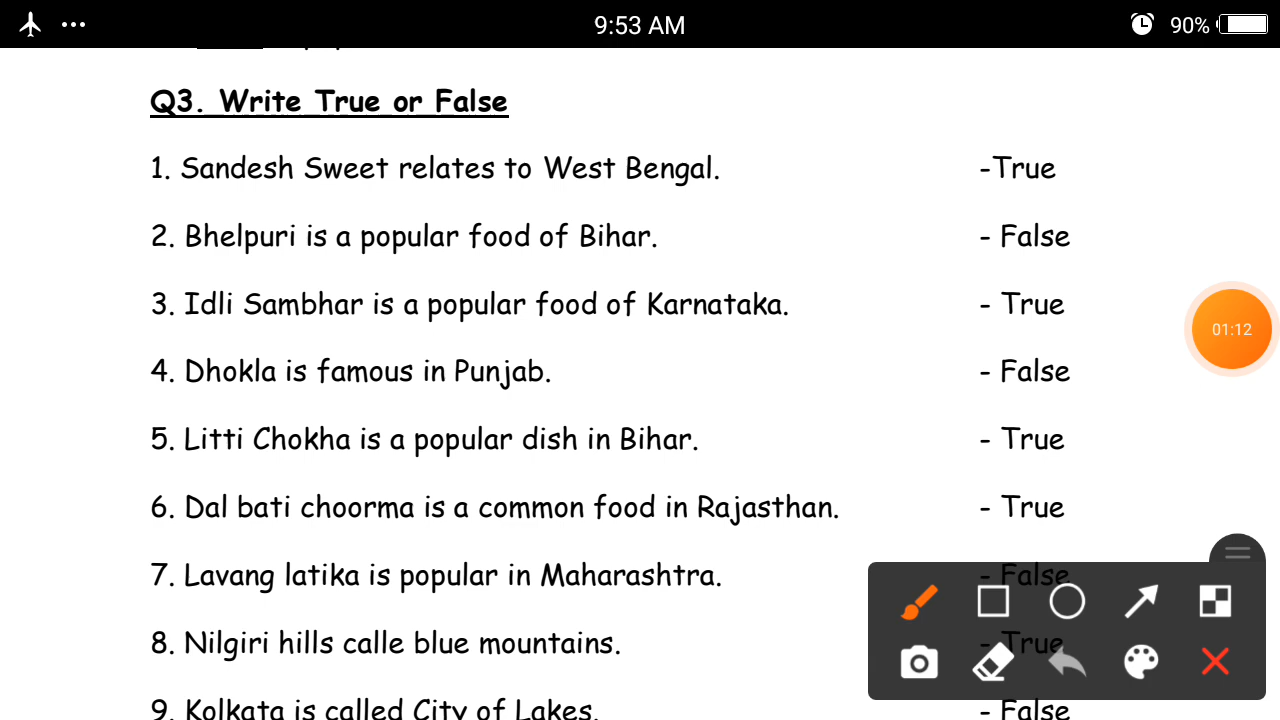 9:53 AM
90%
Q3. Write True or False
1. Sandesh Sweet relates to West Bengal. -True
2. Bhelpuri is a popular food of Bihar. - False
3. Idli Sambhar is a popular food of Karnataka. - True
01:12
4. Dhokla is famous in Punjab. - False
5. Litti Chokha is a popular dish in Bihar. - True
6. Dal bati choorma is a common food in Rajasthan. - True
7. Lavang latika is popular in Maharashtra. - False
8. Nilgiri hills calle blue mountains. - True
9. Kolkata is called City of Lakes. - False